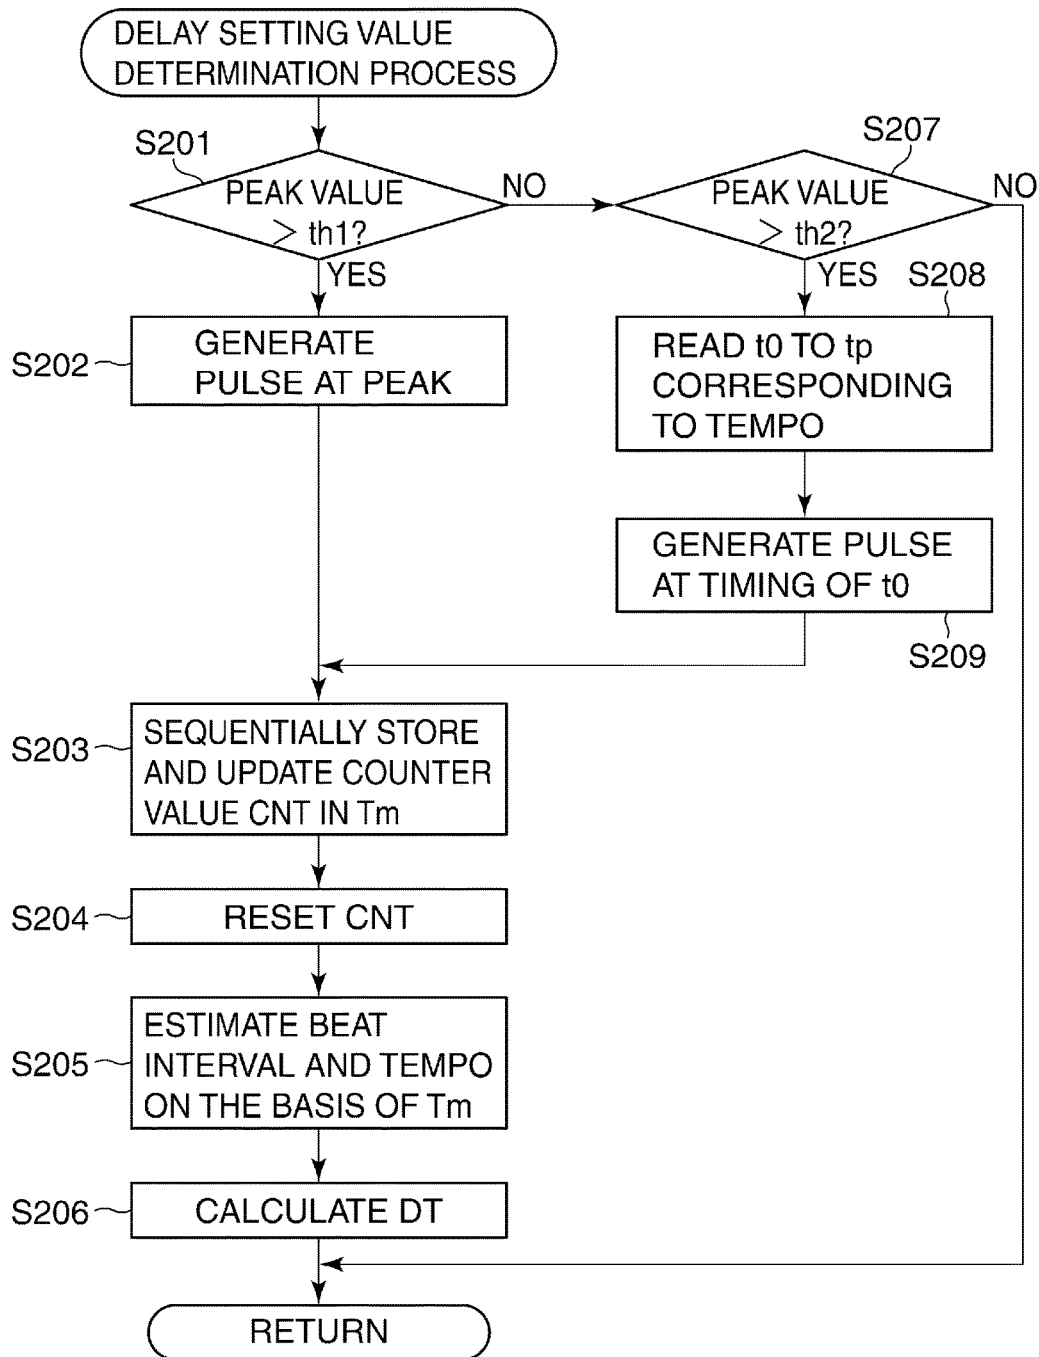 DELAY SETTING VALUE
DETERMINATION PROCESS
S201
PEAK VALUE
> th1?
NO
YES
S207
PEAK VALUE
> th2?
NO
YES
S202
GENERATE
PULSE AT PEAK
S208
READ t0 TO tp
CORRESPONDING
TO TEMPO
GENERATE PULSE
AT TIMING OF t0
S209
S203
SEQUENTIALLY STORE
AND UPDATE COUNTER
VALUE CNT IN Tm
S204
RESET CNT
S205
ESTIMATE BEAT
INTERVAL AND TEMPO
ON THE BASIS OF Tm
S206
CALCULATE DT
RETURN